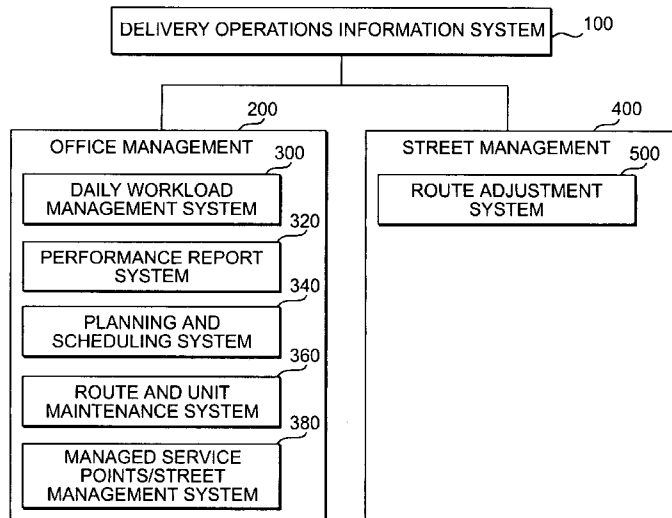 DELIVERY OPERATIONS INFORMATION SYSTEM
100
200
OFFICE MANAGEMENT
300
DAILY WORKLOAD
MANAGEMENT SYSTEM
320
PERFORMANCE REPORT
SYSTEM
340
PLANNING AND
SCHEDULING SYSTEM
360
ROUTE AND UNIT
MAINTENANCE SYSTEM
380
MANAGED SERVICE
POINTS/STREET
MANAGEMENT SYSTEM
400
STREET MANAGEMENT
500
ROUTE ADJUSTMENT
SYSTEM